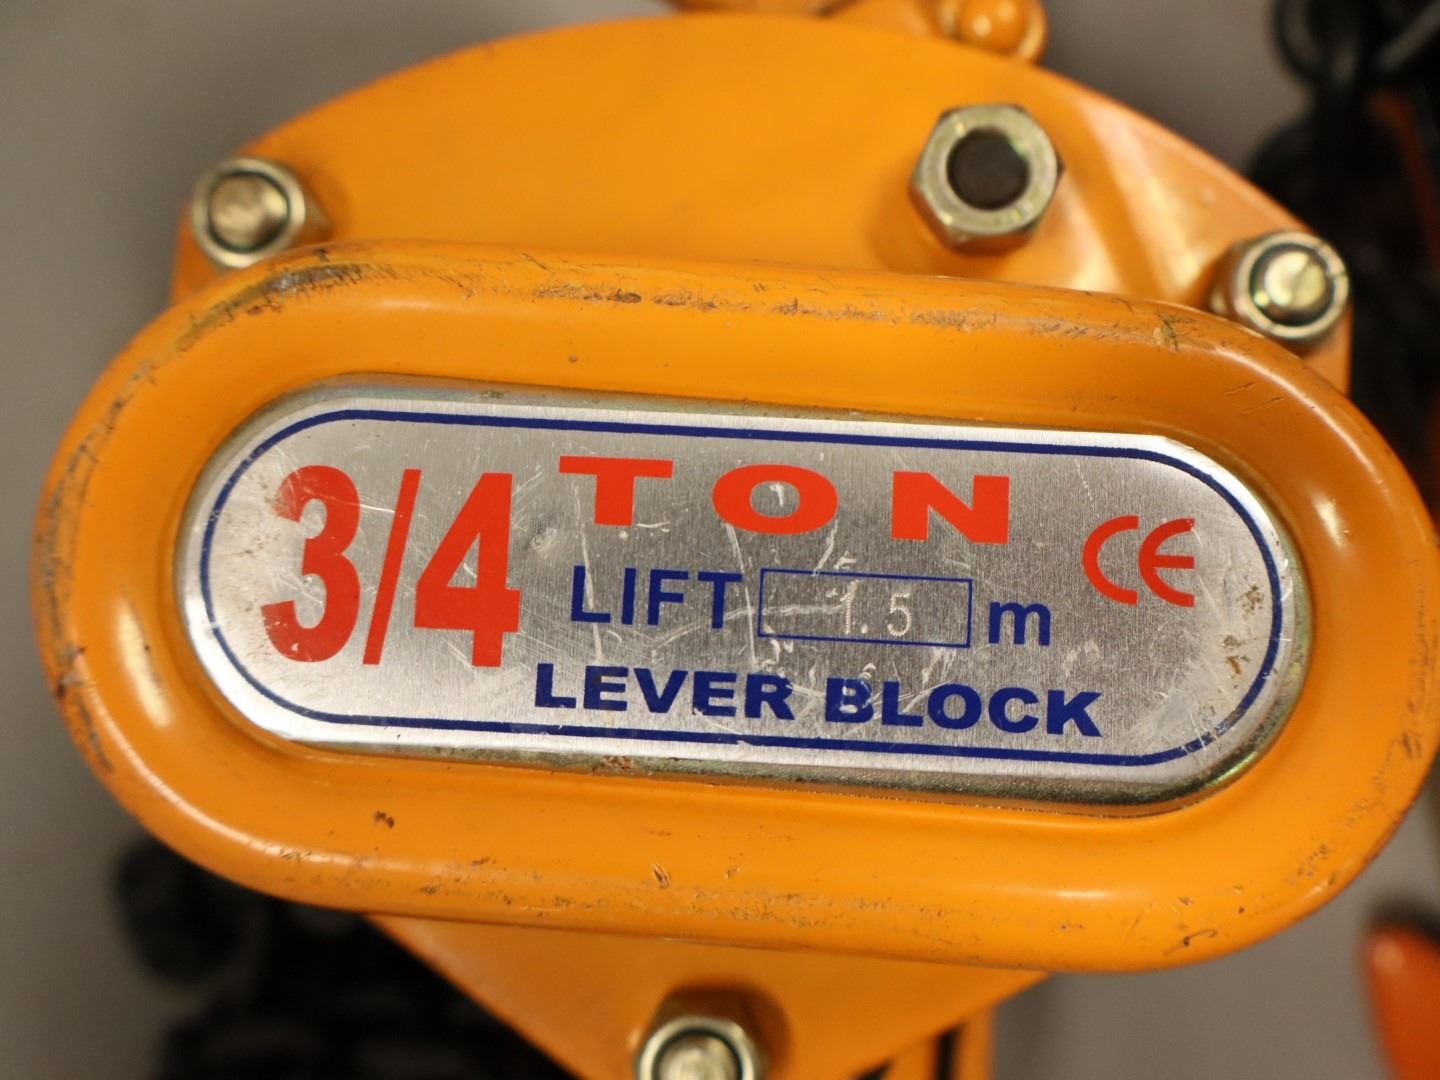 3/4 TON
LIFT 1.5 m
LEVER BLOCK
CE